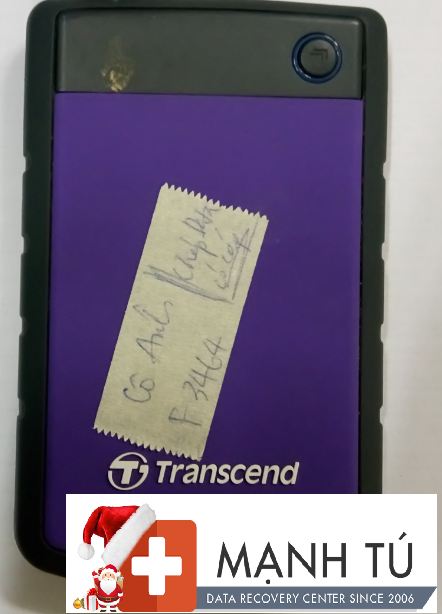 Cô Anh
F 3464
Transcend
MẠNH TÚ
DATA RECOVERY CENTER SINCE 2006